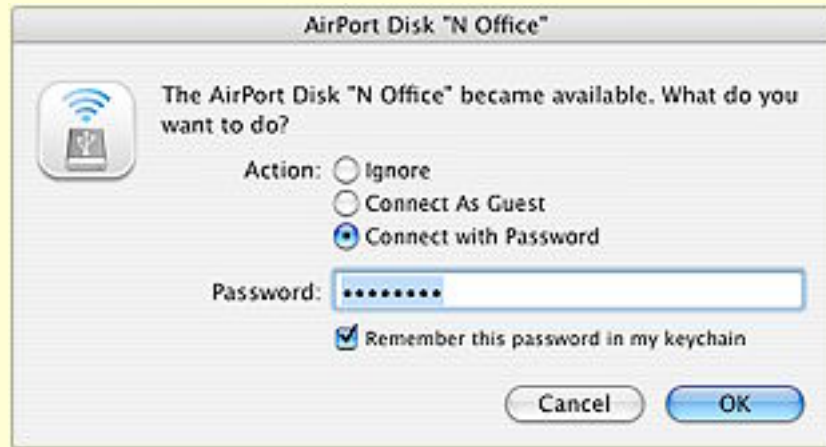 AirPort Disk "N Office"
The AirPort Disk "N Office" became available. What do you
want to do?
Action: Ignore
Connect As Guest
Connect with Password
Password: ••••••••
Remember this password in my keychain
Cancel OK